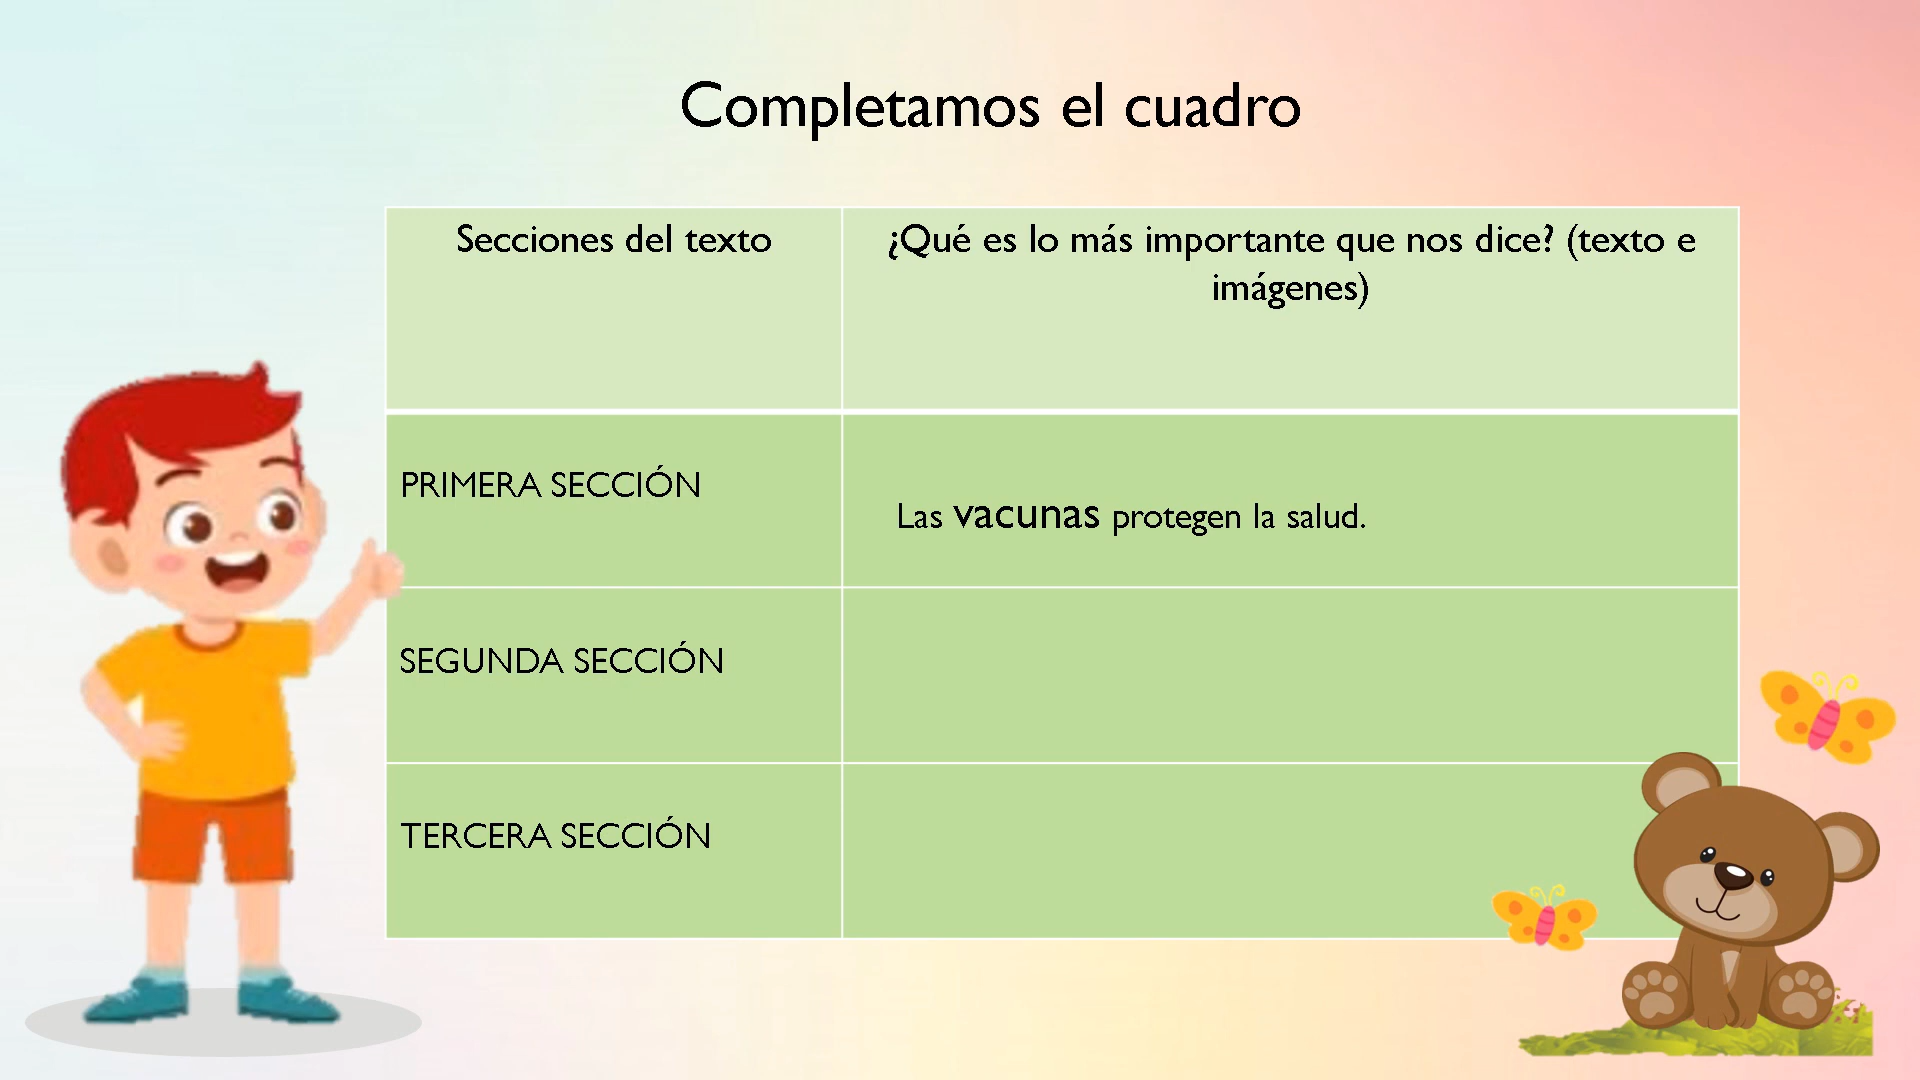 Completamos el cuadro
Secciones del texto
¿Qué es lo más importante que nos dice? (texto e
imágenes)
PRIMERA SECCIÓN
Las vacunas protegen la salud.
SEGUNDA SECCIÓN
TERCERA SECCIÓN